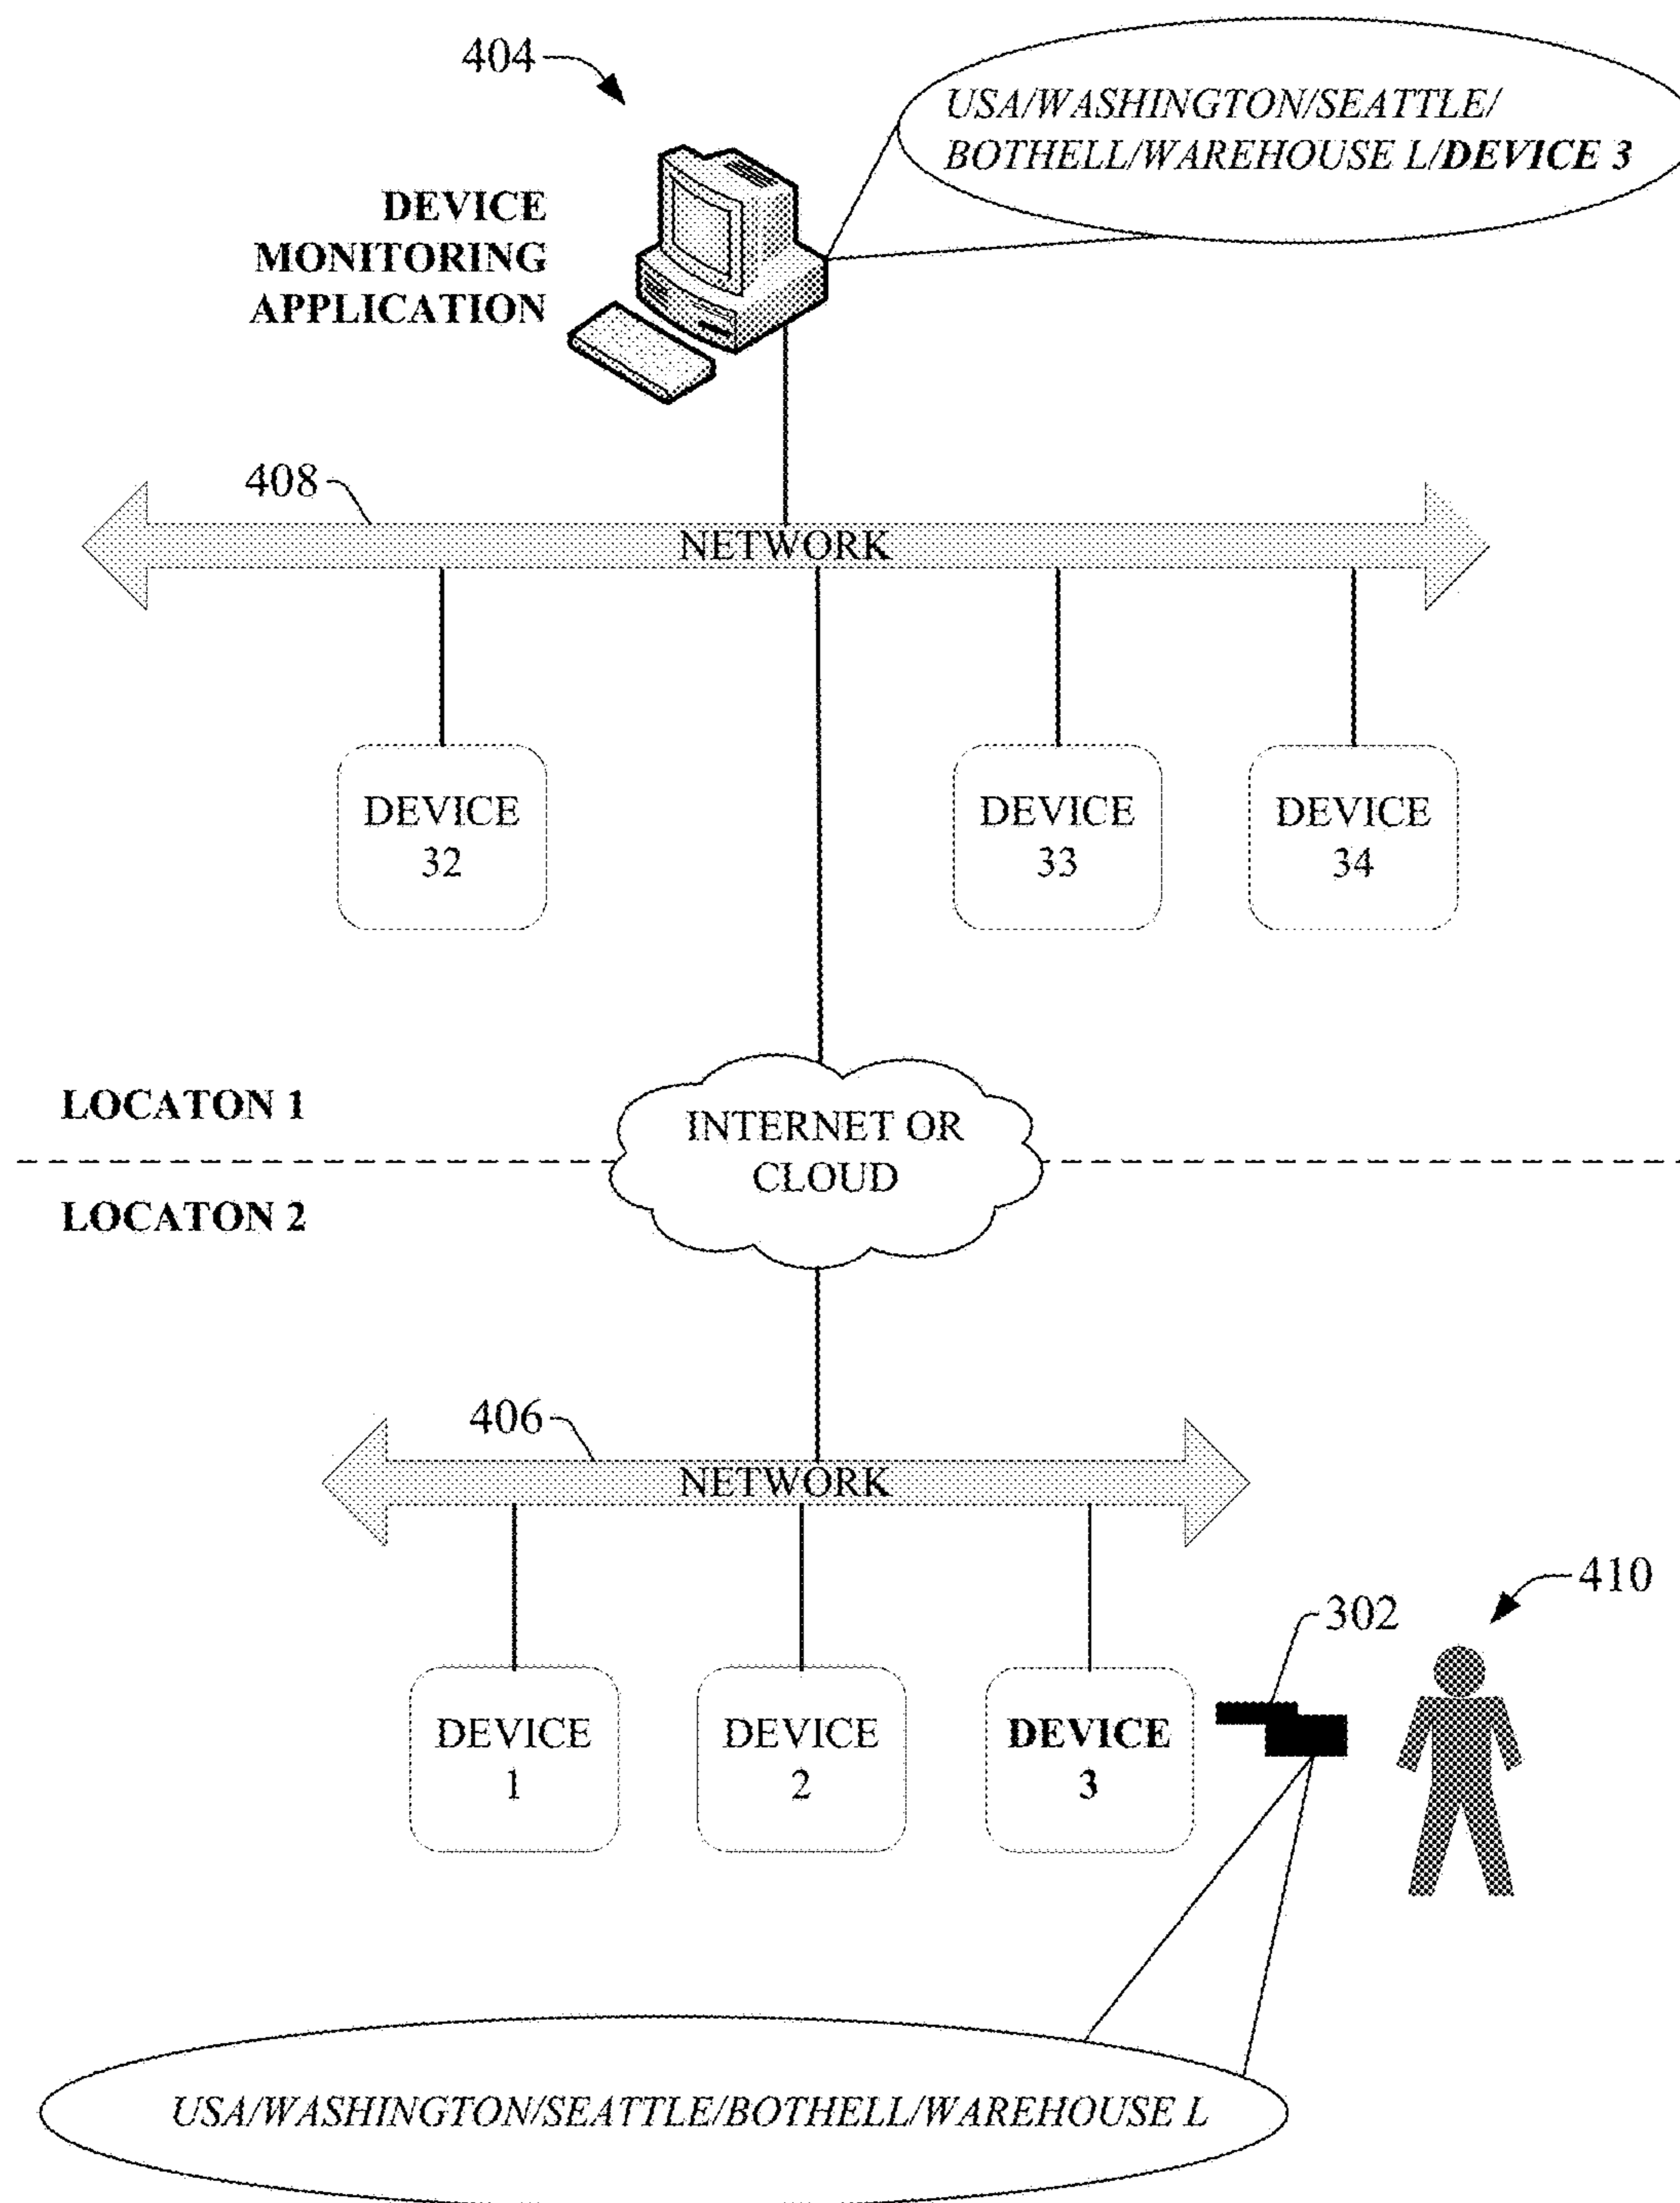 404
USA/WASHINGTON/SEATTLE/
BOTHELL/WAREHOUSE L/DEVICE 3
DEVICE
MONITORING
APPLICATION
408
NETWORK
DEVICE
32
DEVICE
33
DEVICE
34
LOCATON 1
INTERNET OR
CLOUD
LOCATON 2
406
NETWORK
410
302
DEVICE
1
DEVICE
2
DEVICE
3
USA/WASHINGTON/SEATTLE/BOTHELL/WAREHOUSE L